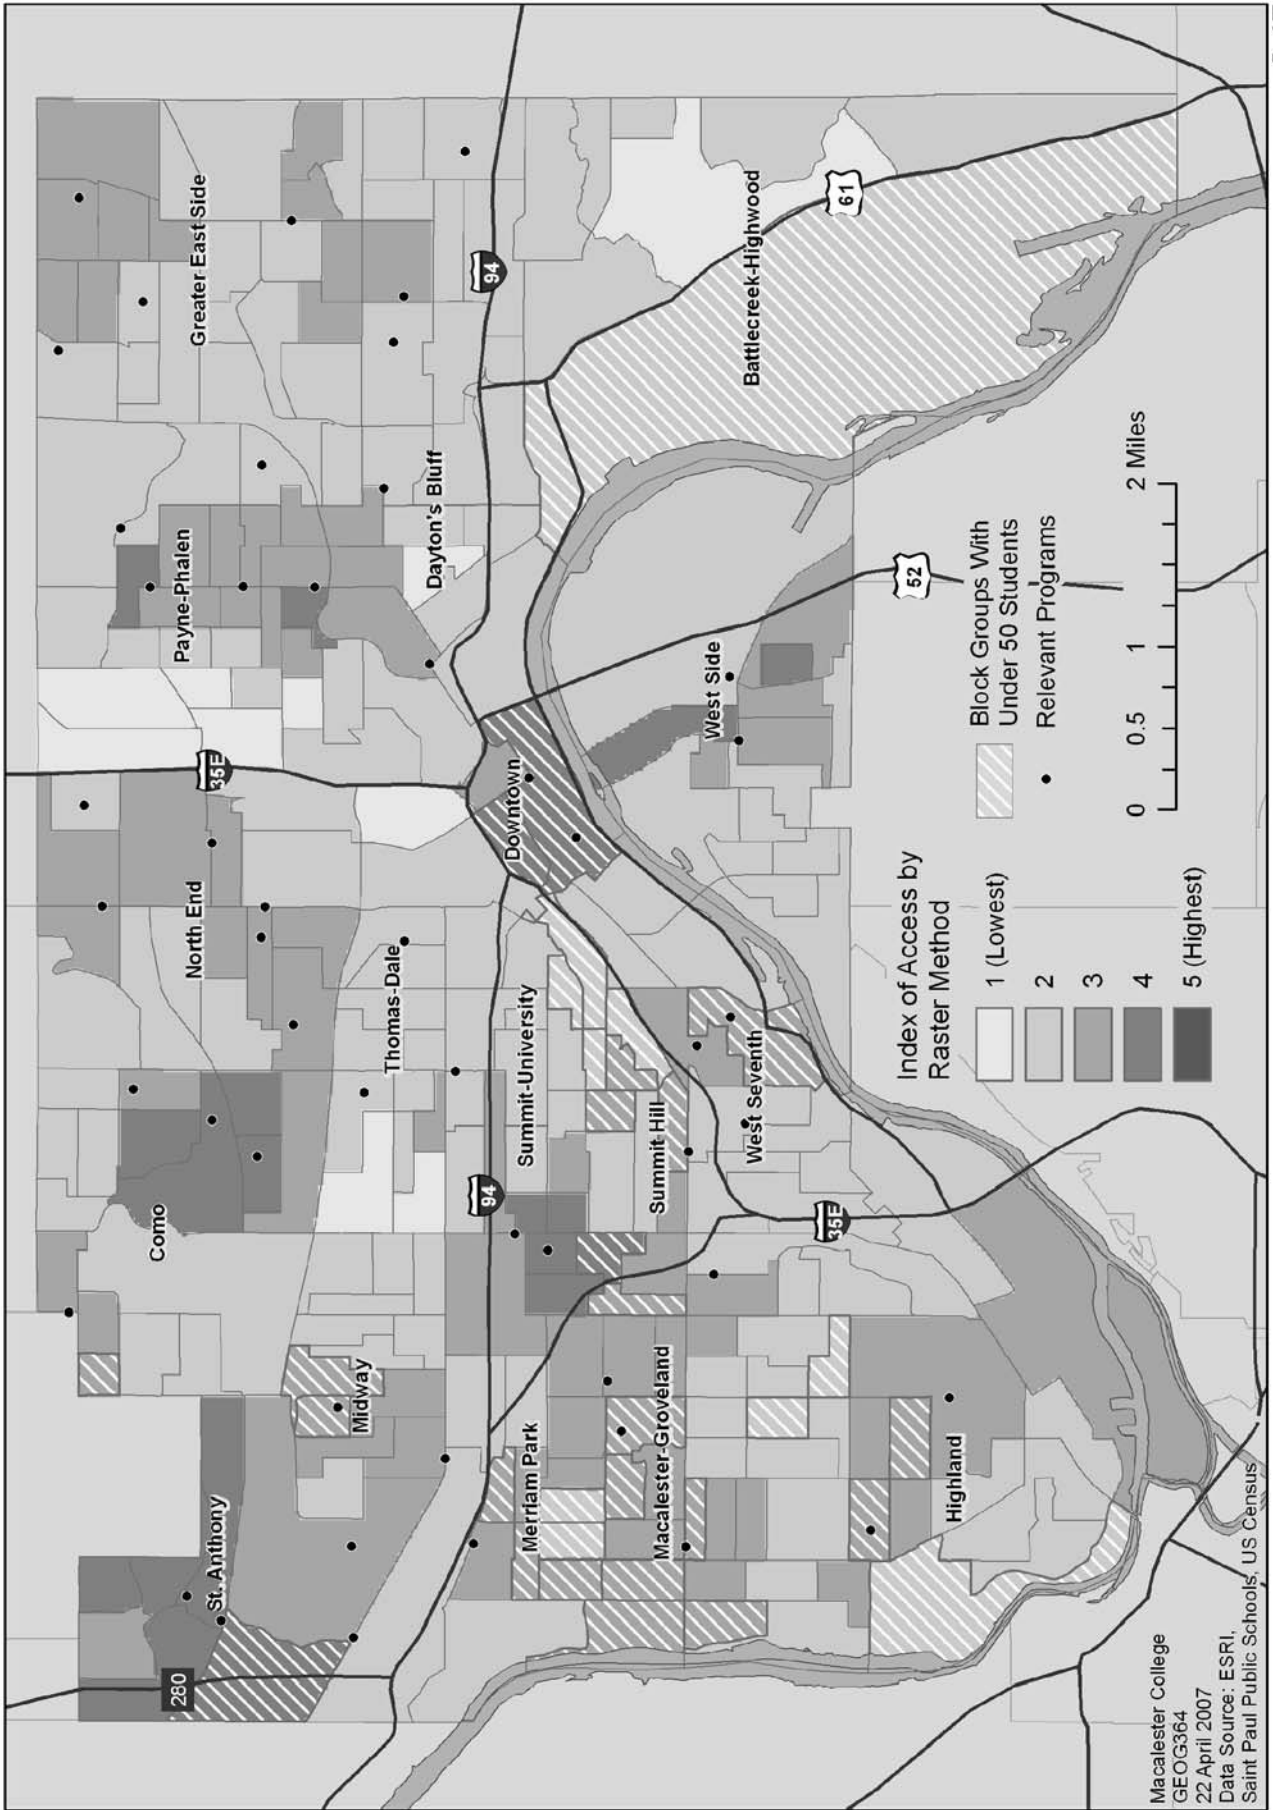 Greater East Side
Payne-Phalen
Dayton's Bluff
North End
Como
Thomas-Dale
St. Anthony
Midway
Merriam Park
Summit-University
Summit Hill
Macalester-Groveland
Highland
West Seventh
Downtown
West Side
Battlecreek-Highwood
94
61
35E
52
94
35E
280
Index of Access by
Raster Method
1 (Lowest)
2
3
4
5 (Highest)
Block Groups With
Under 50 Students
Relevant Programs
0
0.5
1
2 Miles
Macalester College
GEOG364
22 April 2007
Data Source: ESRI,
Saint Paul Public Schools, US Census